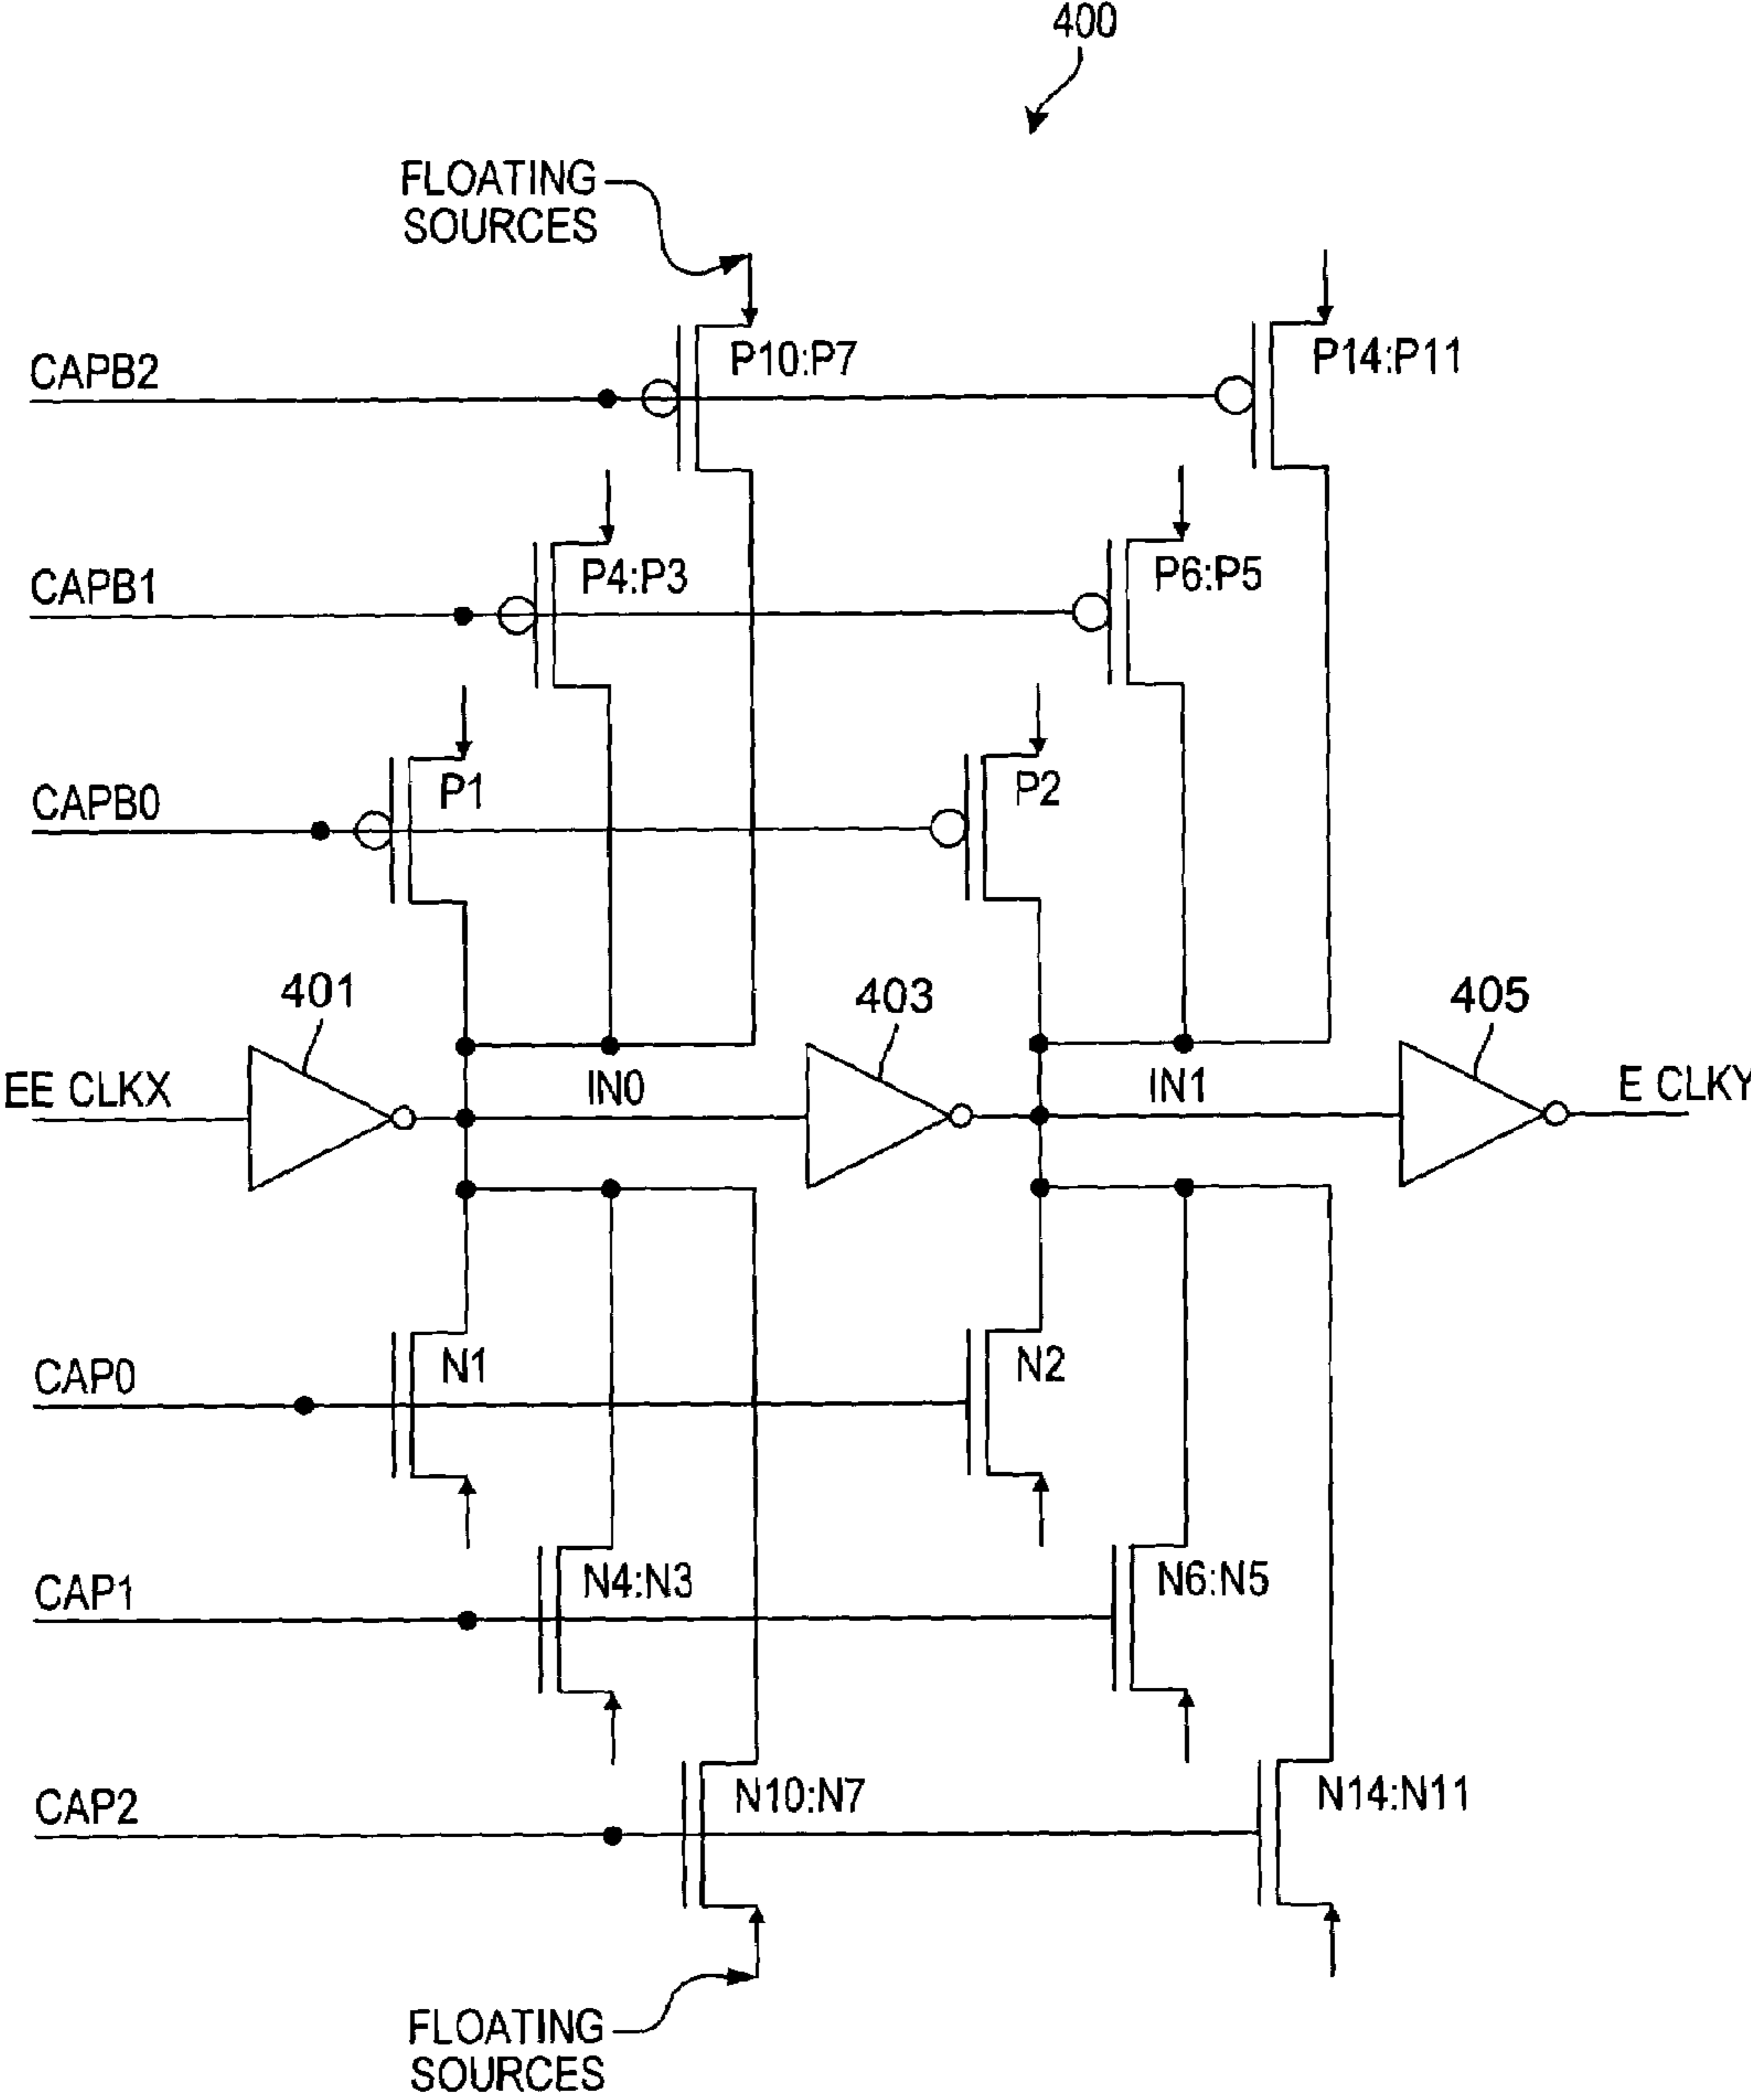 400
FLOATING
SOURCES
CAPB2
P10:P7
P14:P11
CAPB1
P4:P3
P6:P5
CAPB0
P1
P2
401
403
405
EE CLKX
IN0
IN1
E CLKY
CAP0
N1
N2
CAP1
N4:N3
N6:N5
CAP2
N10:N7
N14:N11
FLOATING
SOURCES